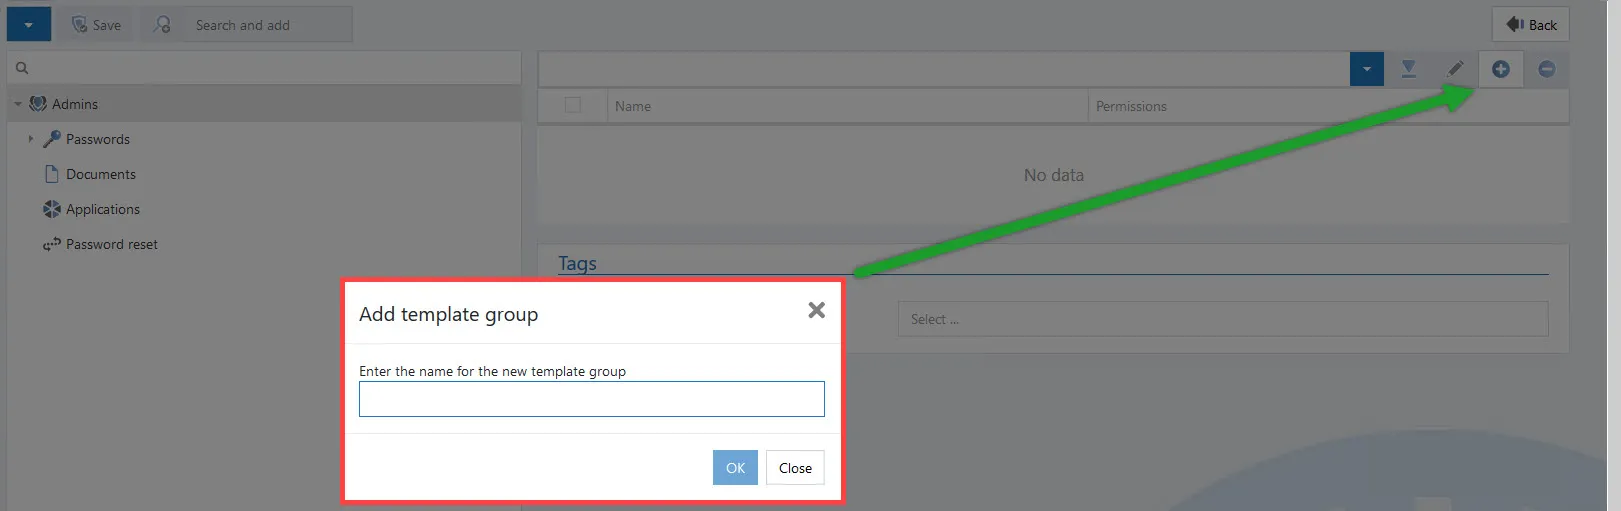 Save
Search and add
Back
Admins
Name
Permissions
Passwords
Documents
No data
Applications
Password reset
Tags
Add template group
Select ...
Enter the name for the new template group
OK
Close